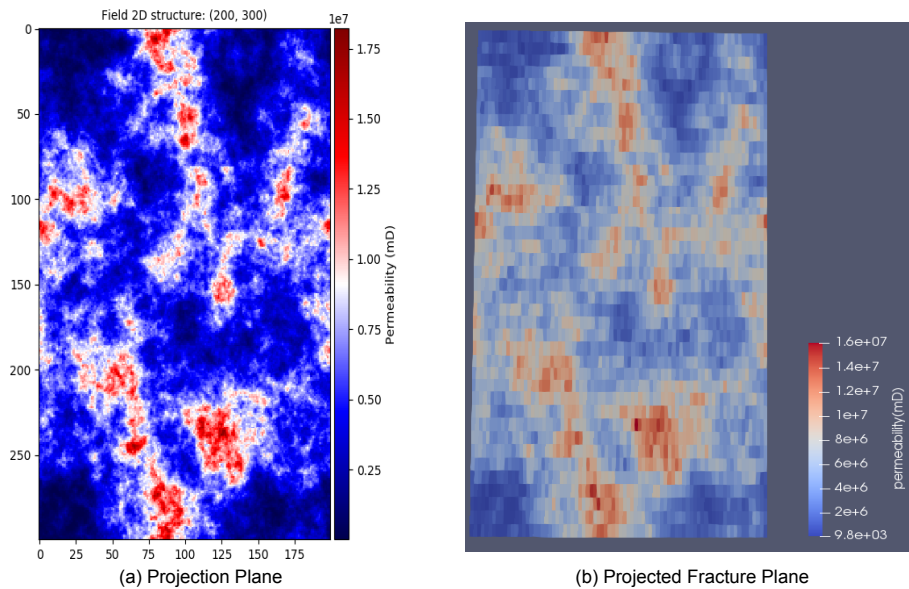 Field 2D structure: (200, 300)
1e7
0
50
100
150
200
250
0 25 50 75 100 125 150 175
1.75
1.50
1.25
1.00
0.75
0.50
0.25
Permeability (mD)
(a) Projection Plane
1.6e+07
1.4e+7
1.2e+7
1e+7
8e+6
6e+6
4e+6
2e+6
9.8e+03
permeability(mD)
(b) Projected Fracture Plane